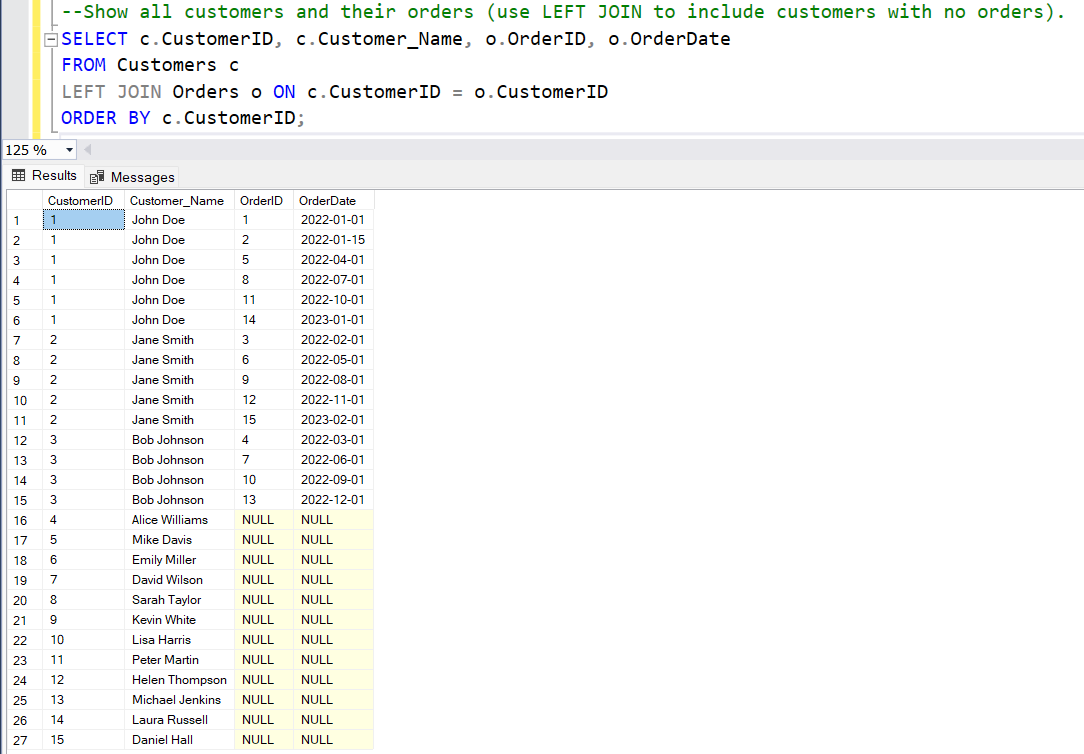 --Show all customers and their orders (use LEFT JOIN to include customers with no orders).
SELECT c.CustomerID, c.Customer_Name, o.OrderID, o.OrderDate
FROM Customers c
LEFT JOIN Orders o ON c.CustomerID = o.CustomerID
ORDER BY c.CustomerID;
125 %
Results Messages
CustomerID Customer_Name OrderID OrderDate
1 1 John Doe 1 2022-01-01
2 1 John Doe 2 2022-01-15
3 1 John Doe 5 2022-04-01
4 1 John Doe 8 2022-07-01
5 1 John Doe 11 2022-10-01
6 1 John Doe 14 2023-01-01
7 2 Jane Smith 3 2022-02-01
8 2 Jane Smith 6 2022-05-01
9 2 Jane Smith 9 2022-08-01
10 2 Jane Smith 12 2022-11-01
11 2 Jane Smith 15 2023-02-01
12 3 Bob Johnson 4 2022-03-01
13 3 Bob Johnson 7 2022-06-01
14 3 Bob Johnson 10 2022-09-01
15 3 Bob Johnson 13 2022-12-01
16 4 Alice Williams NULL NULL
17 5 Mike Davis NULL NULL
18 6 Emily Miller NULL NULL
19 7 David Wilson NULL NULL
20 8 Sarah Taylor NULL NULL
21 9 Kevin White NULL NULL
22 10 Lisa Harris NULL NULL
23 11 Peter Martin NULL NULL
24 12 Helen Thompson NULL NULL
25 13 Michael Jenkins NULL NULL
26 14 Laura Russell NULL NULL
27 15 Daniel Hall NULL NULL